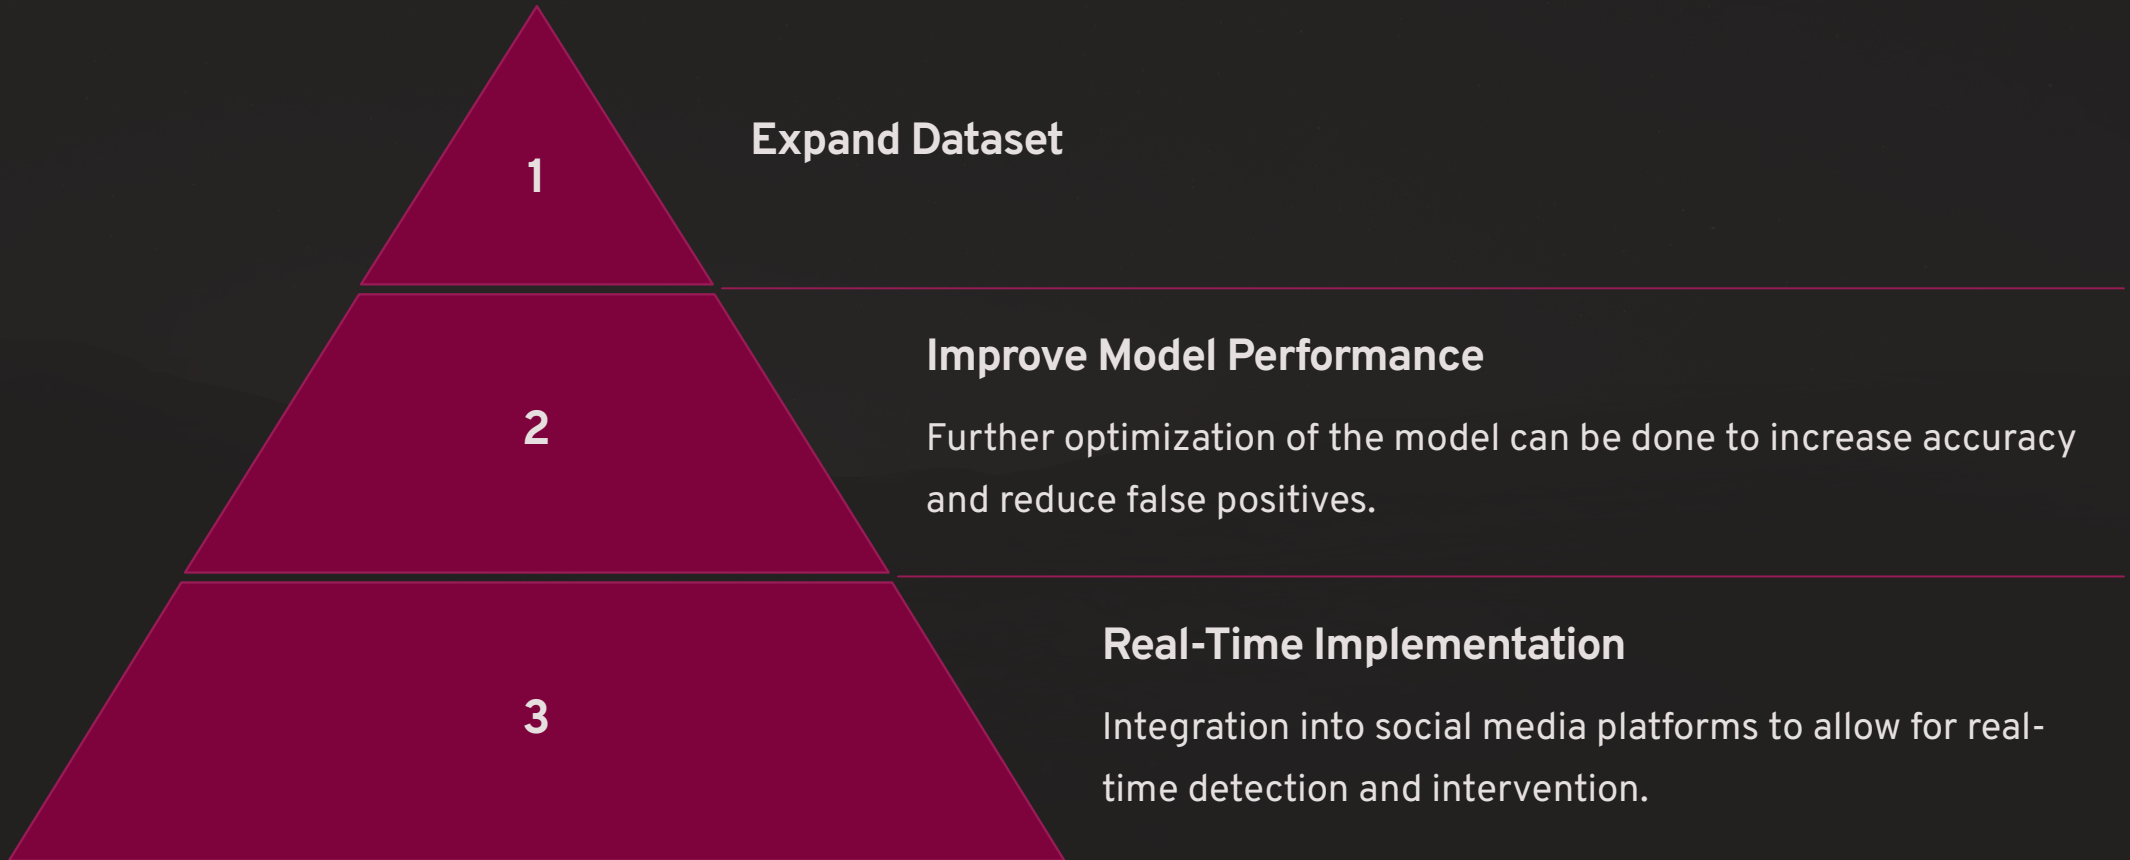 1
Expand Dataset
2
Improve Model Performance
Further optimization of the model can be done to increase accuracy
and reduce false positives.
3
Real-Time Implementation
Integration into social media platforms to allow for real-
time detection and intervention.